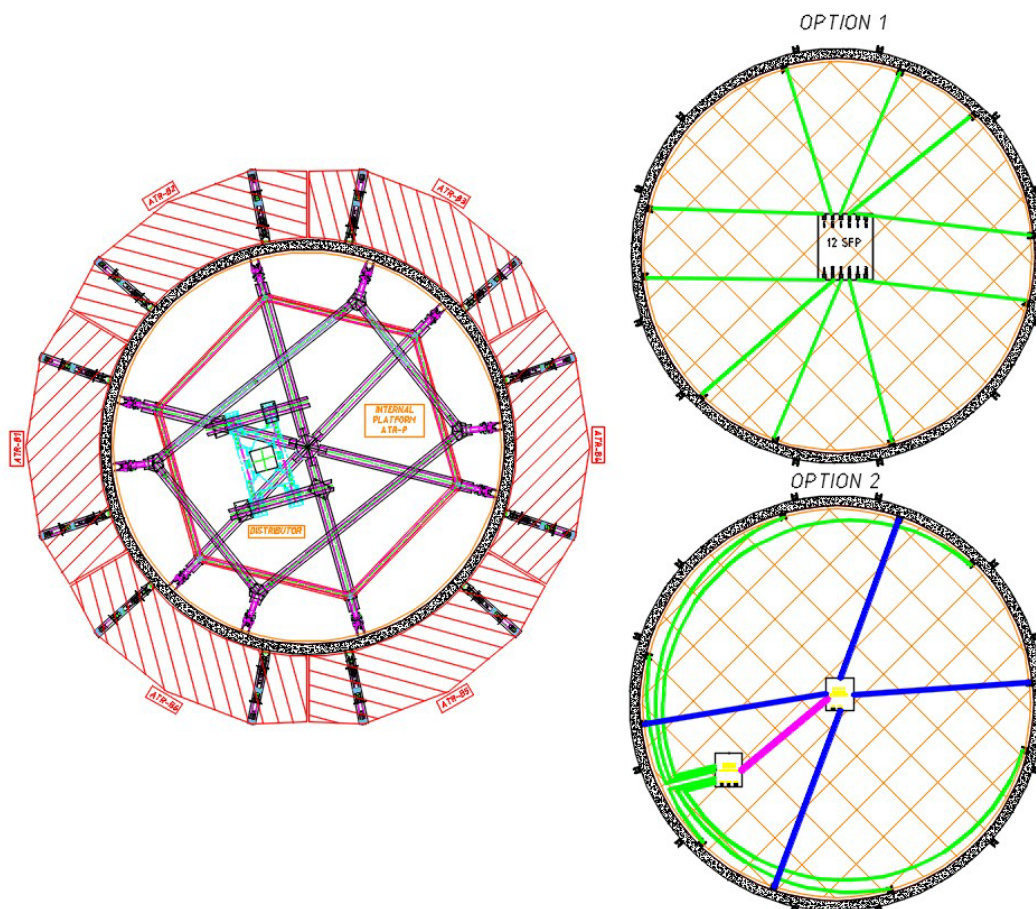 OPTION 1
ATR-B2
ATR-B3
12 SFP
INTERNAL
PLATFORM
ATR-P
ATR-B1
ATR-B4
OPTION 2
DISTRIBUTOR
ATR-B6
ATR-B5